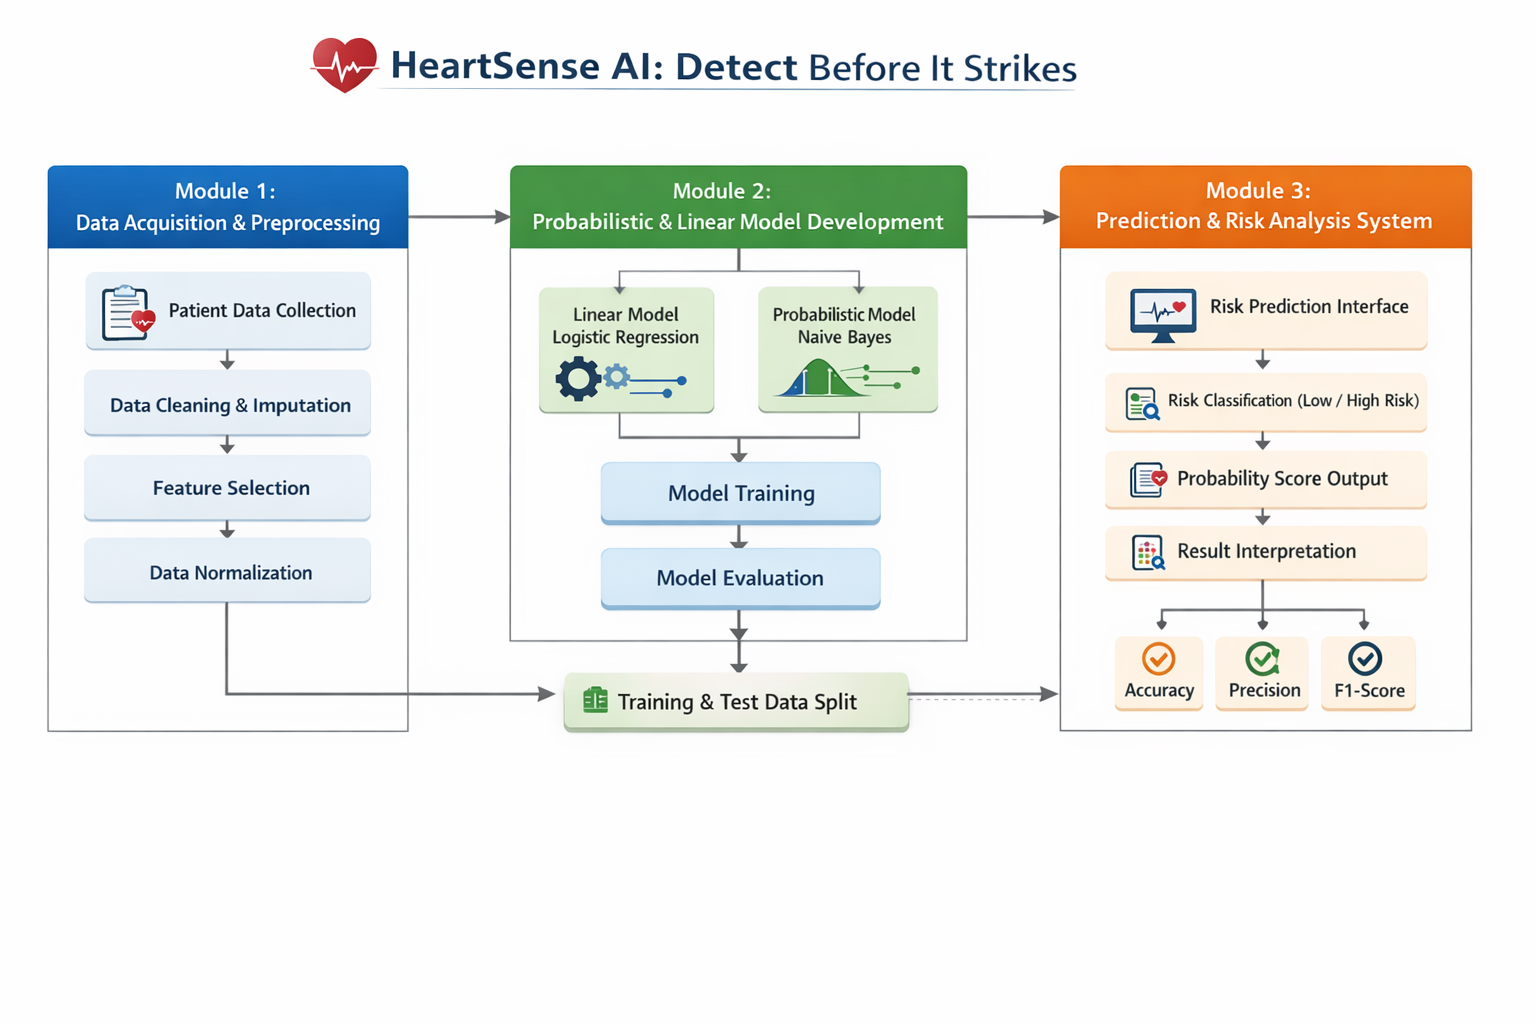 HeartSense AI: Detect Before It Strikes
Module 1:
Data Acquisition & Preprocessing
Patient Data Collection
Data Cleaning & Imputation
Feature Selection
Data Normalization
Module 2:
Probabilistic & Linear Model Development
Linear Model
Logistic Regression
Probabilistic Model
Naive Bayes
Model Training
Model Evaluation
Training & Test Data Split
Module 3:
Prediction & Risk Analysis System
Risk Prediction Interface
Risk Classification (Low / High Risk)
Probability Score Output
Result Interpretation
Accuracy
Precision
F1-Score